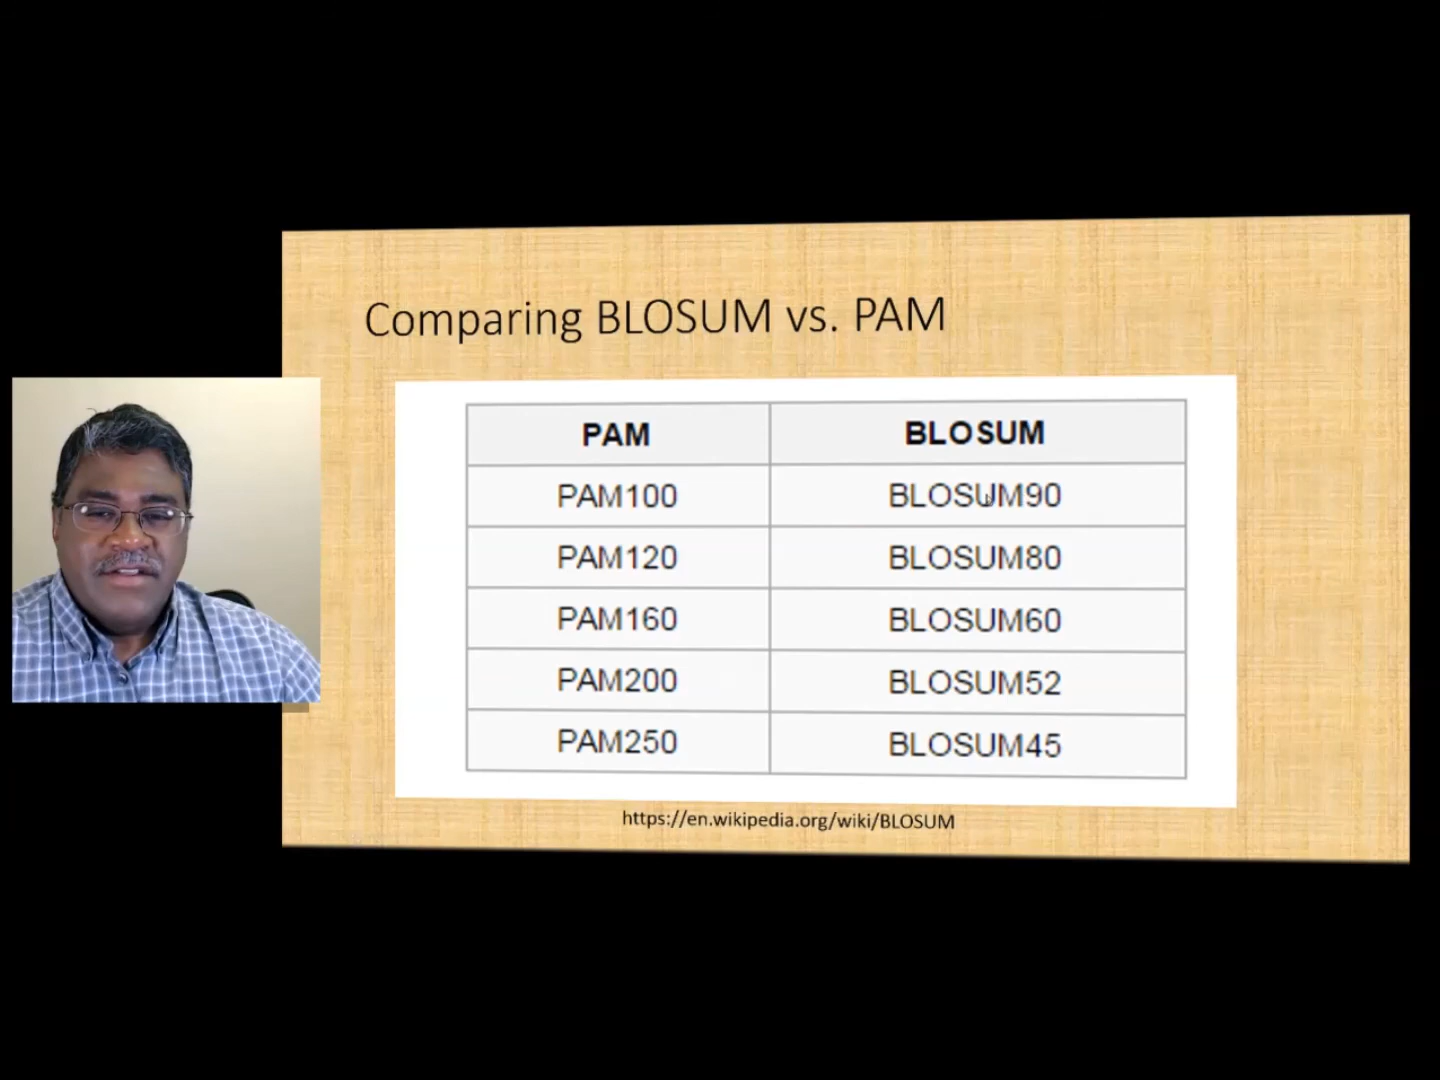 Comparing BLOSUM vs. PAM
PAM BLOSUM
PAM100 BLOSUM90
PAM120 BLOSUM80
PAM160 BLOSUM60
PAM200 BLOSUM52
PAM250 BLOSUM45
https://en.wikipedia.org/wiki/BLOSUM